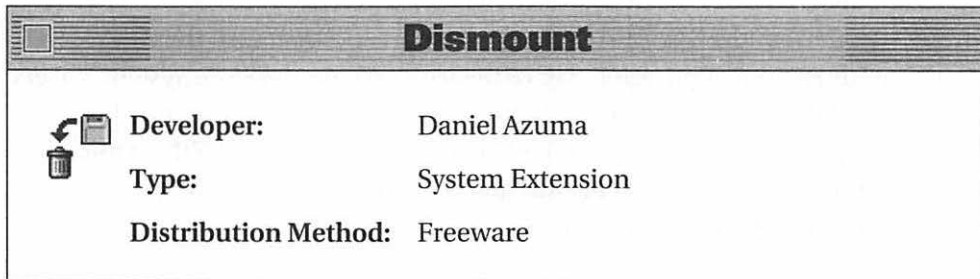 Dismount
Developer: Daniel Azuma
Type: System Extension
Distribution Method: Freeware